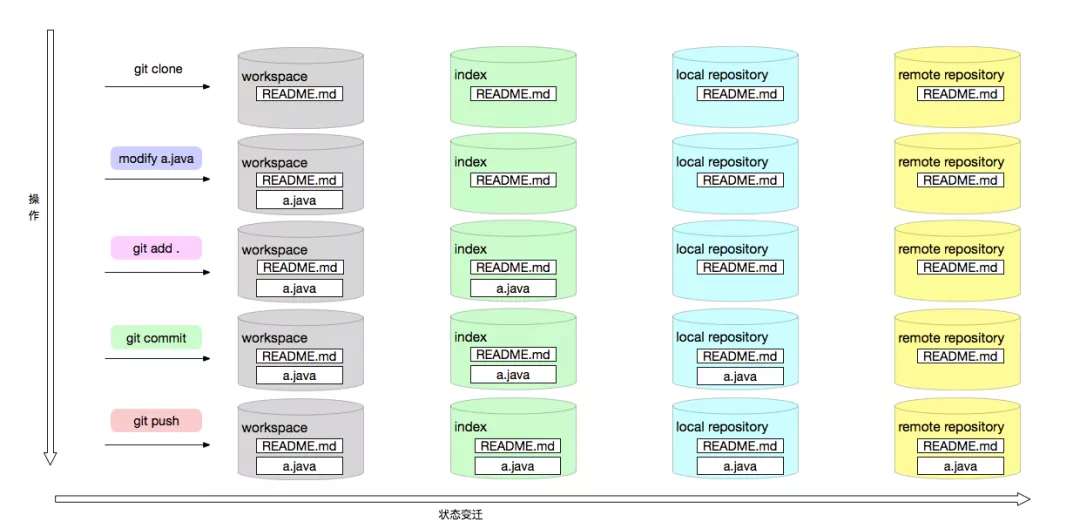 git clone
workspace
README.md
index
README.md
local repository
README.md
remote repository
README.md
modify a.java
workspace
README.md
a.java
index
README.md
local repository
README.md
remote repository
README.md
操
作
git add .
workspace
README.md
a.java
index
README.md
a.java
local repository
README.md
remote repository
README.md
git commit
workspace
README.md
a.java
index
README.md
a.java
local repository
README.md
a.java
remote repository
README.md
git push
workspace
README.md
a.java
index
README.md
a.java
local repository
README.md
a.java
remote repository
README.md
a.java
状态变迁